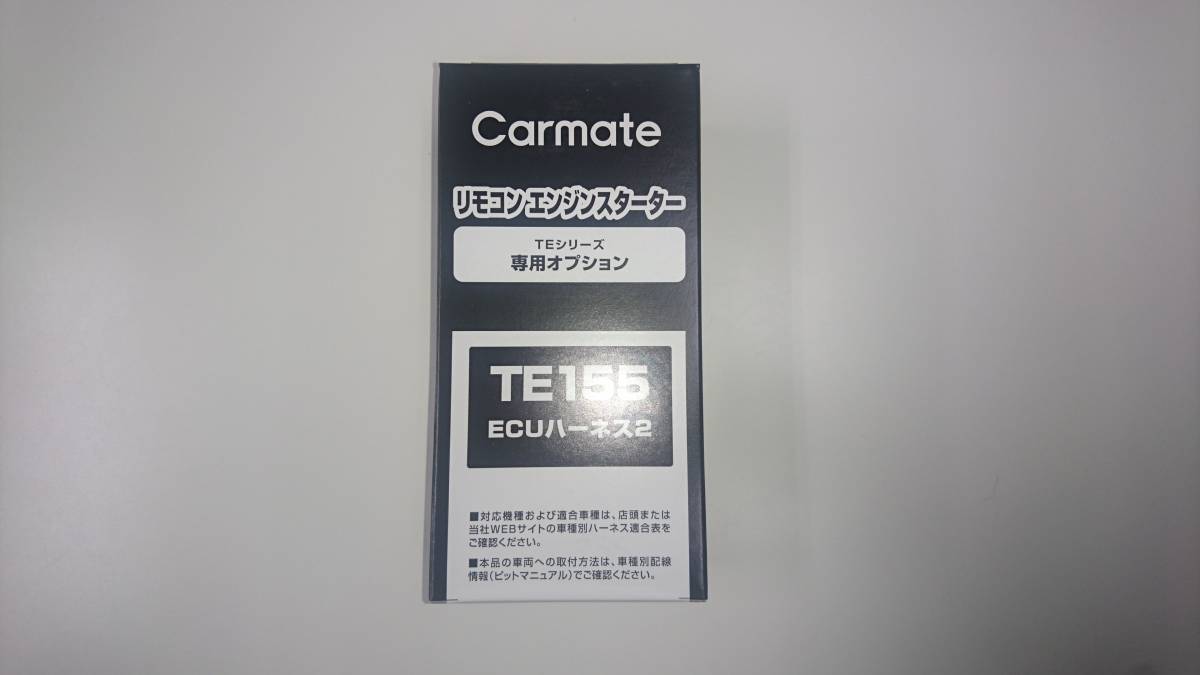 Carmate
リモコンエンジンスターター
TEシリーズ
専用オプション
TE155
ECUハーネス2
■対応機種および適合車種は、店頭または
当社WEBサイトの車種別ハーネス適合表を
ご確認ください。
■本品の車両への取付方法は、車種別配線
情報(ピットマニュアル)でご確認ください。